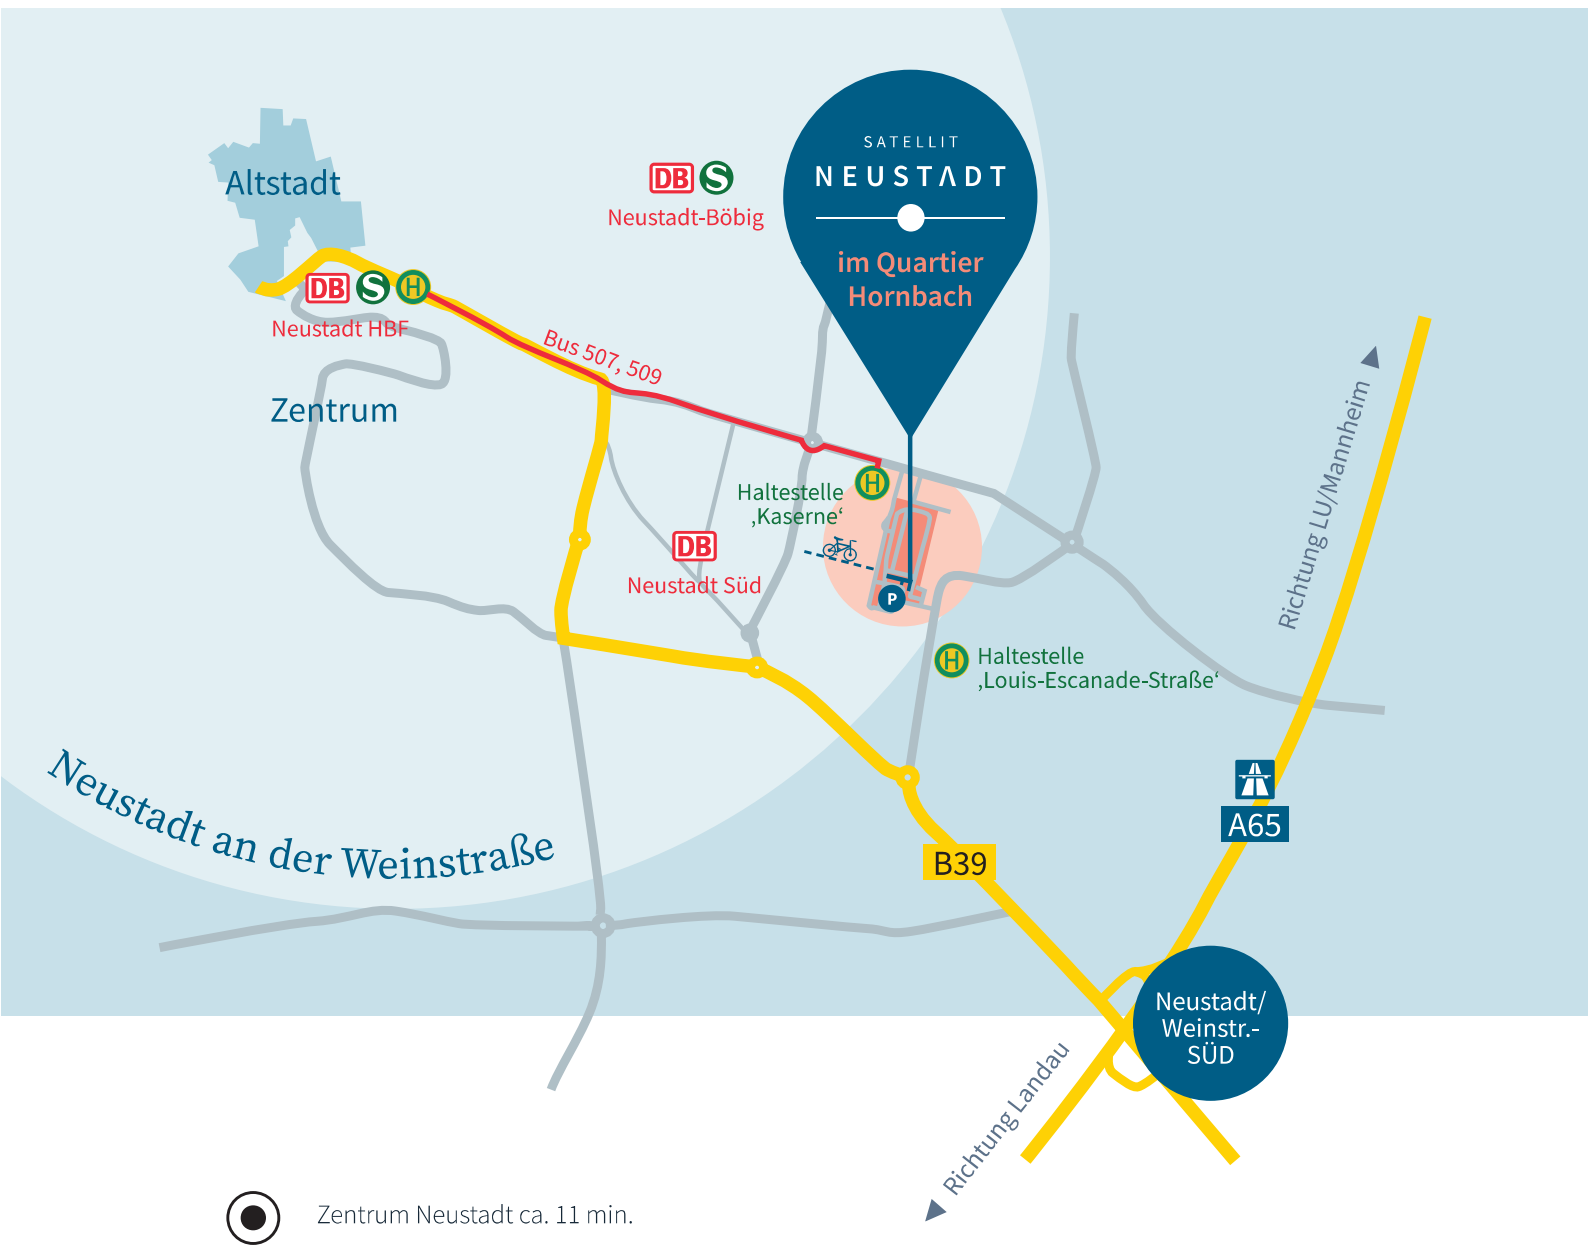 SATELLIT
NEUSTADT
im Quartier
Hornbach
Altstadt
DB S
Neustadt-Böbig
DB S H
Neustadt HBF
Bus 507, 509
Zentrum
H
Haltestelle
‚Kaserne‘
DB
Neustadt Süd
P
H
Haltestelle
‚Louis-Escanade-Straße‘
Richtung LU/Mannheim
Neustadt an der Weinstraße
A65
B39
Neustadt/
Weinstr.-
SÜD
Richtung Landau
Zentrum Neustadt ca. 11 min.